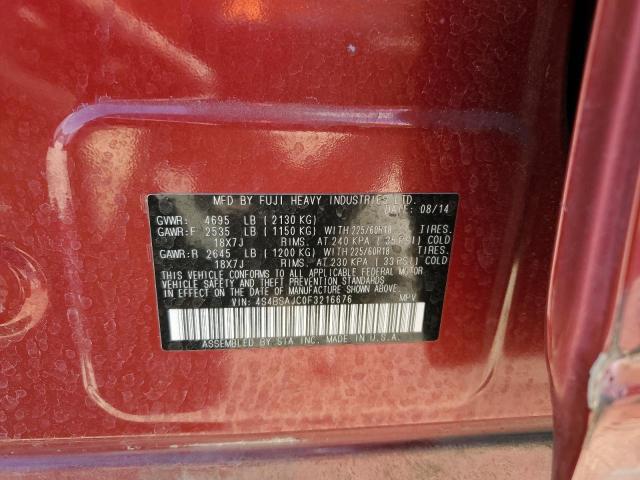 MFD BY FUJI HEAVY INDUSTRIES LTD.
DATE: 08/14
GVWR: 4695 LB ( 2130 KG)
GAWR:F 2535 LB ( 1150 KG) WITH 225/60R18 TIRES.
18X7J RIMS. AT 240 KPA ( 35 PSI) COLD
GAWR:R 2645 LB ( 1200 KG) WITH 225/60R18 TIRES.
18X7J RIMS. AT 230 KPA ( 33 PSI) COLD
THIS VEHICLE CONFORMS TO ALL APPLICABLE FEDERAL MOTOR
VEHICLE SAFETY AND THEFT PREVENTION STANDARDS
IN EFFECT ON THE DATE OF MANUFACTURE SHOWN ABOVE.
VIN: 4S4BSAJC0F3216676 MPV
ASSEMBLED BY SIA INC. MADE IN U.S.A.